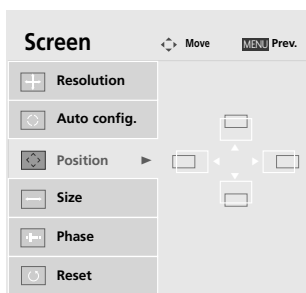 Screen Move MENU Prev.
Resolution
Auto config.
Position
Size
Phase
Reset